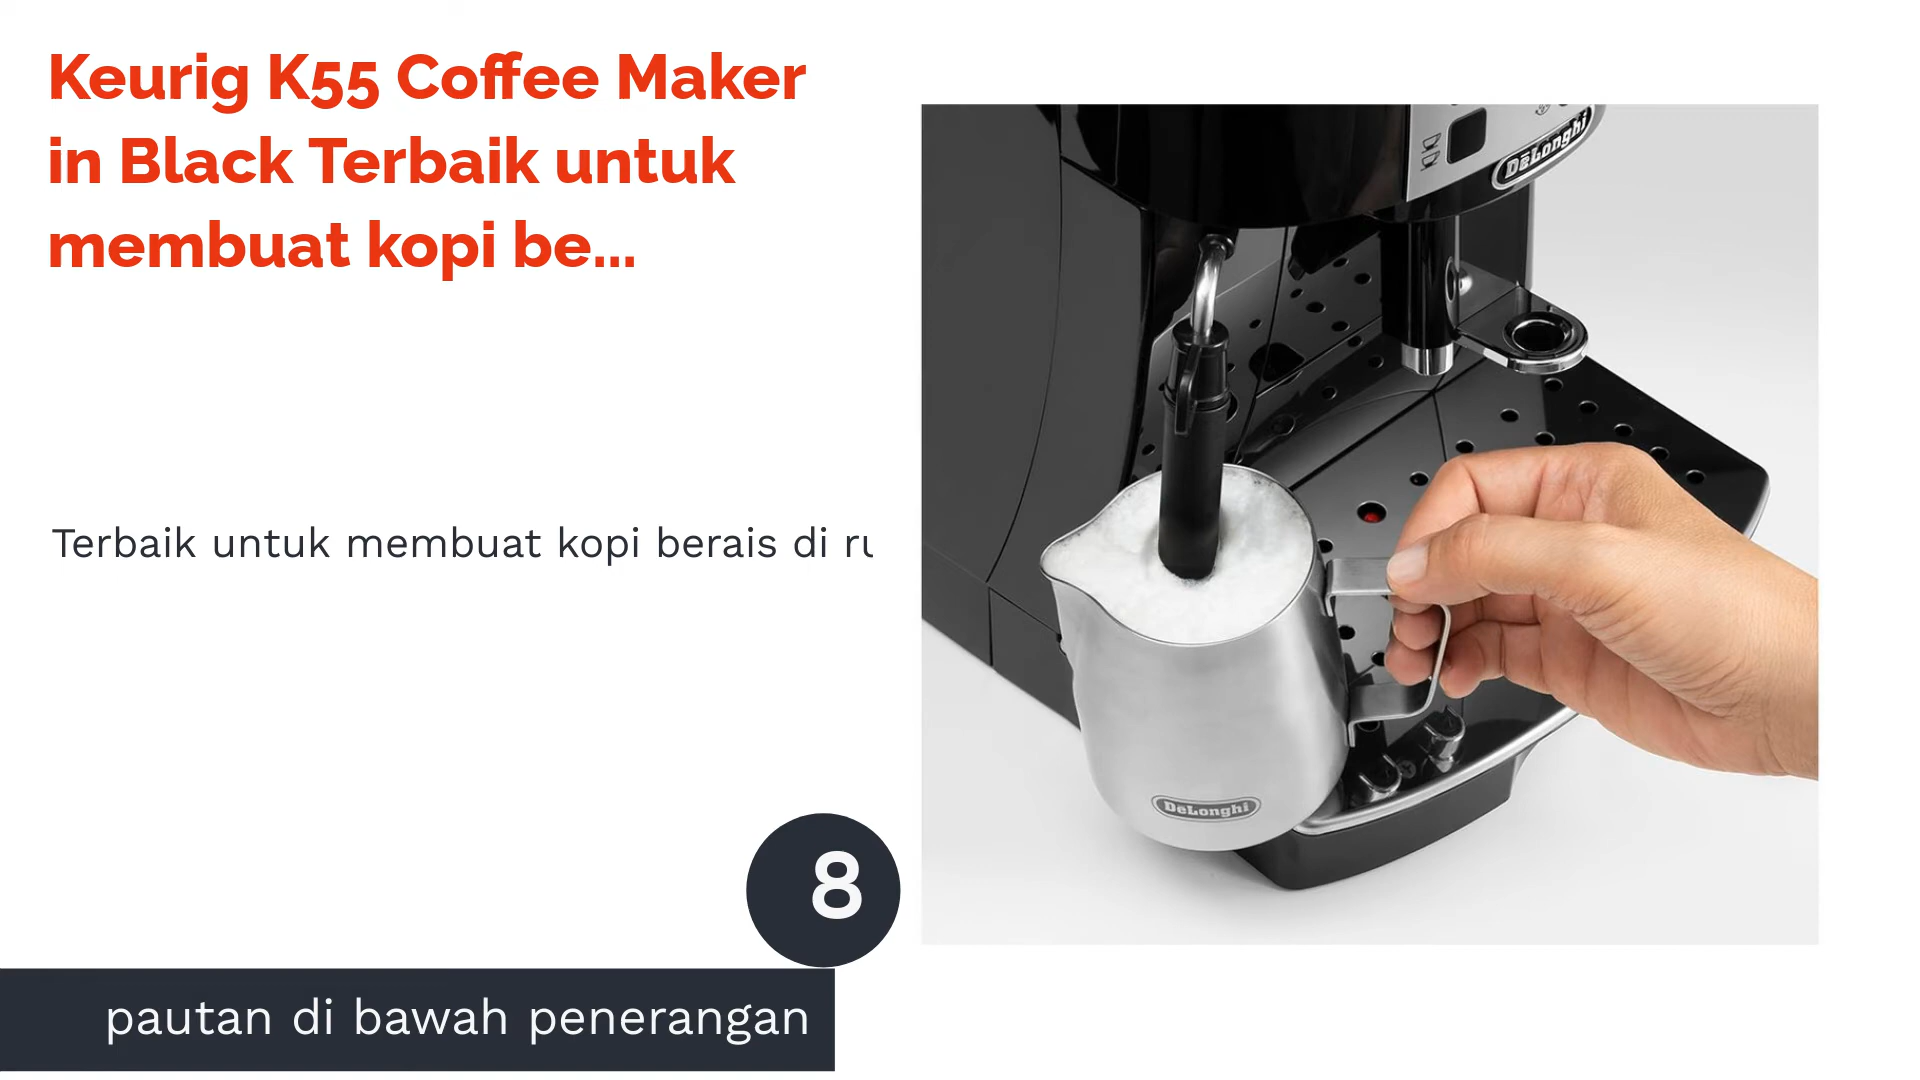 Keurig K55 Coffee Maker
in Black Terbaik untuk
membuat kopi be...
Terbaik untuk membuat kopi berais di
8
pautan di bawah penerangan
DeLonghi
DeLonghi